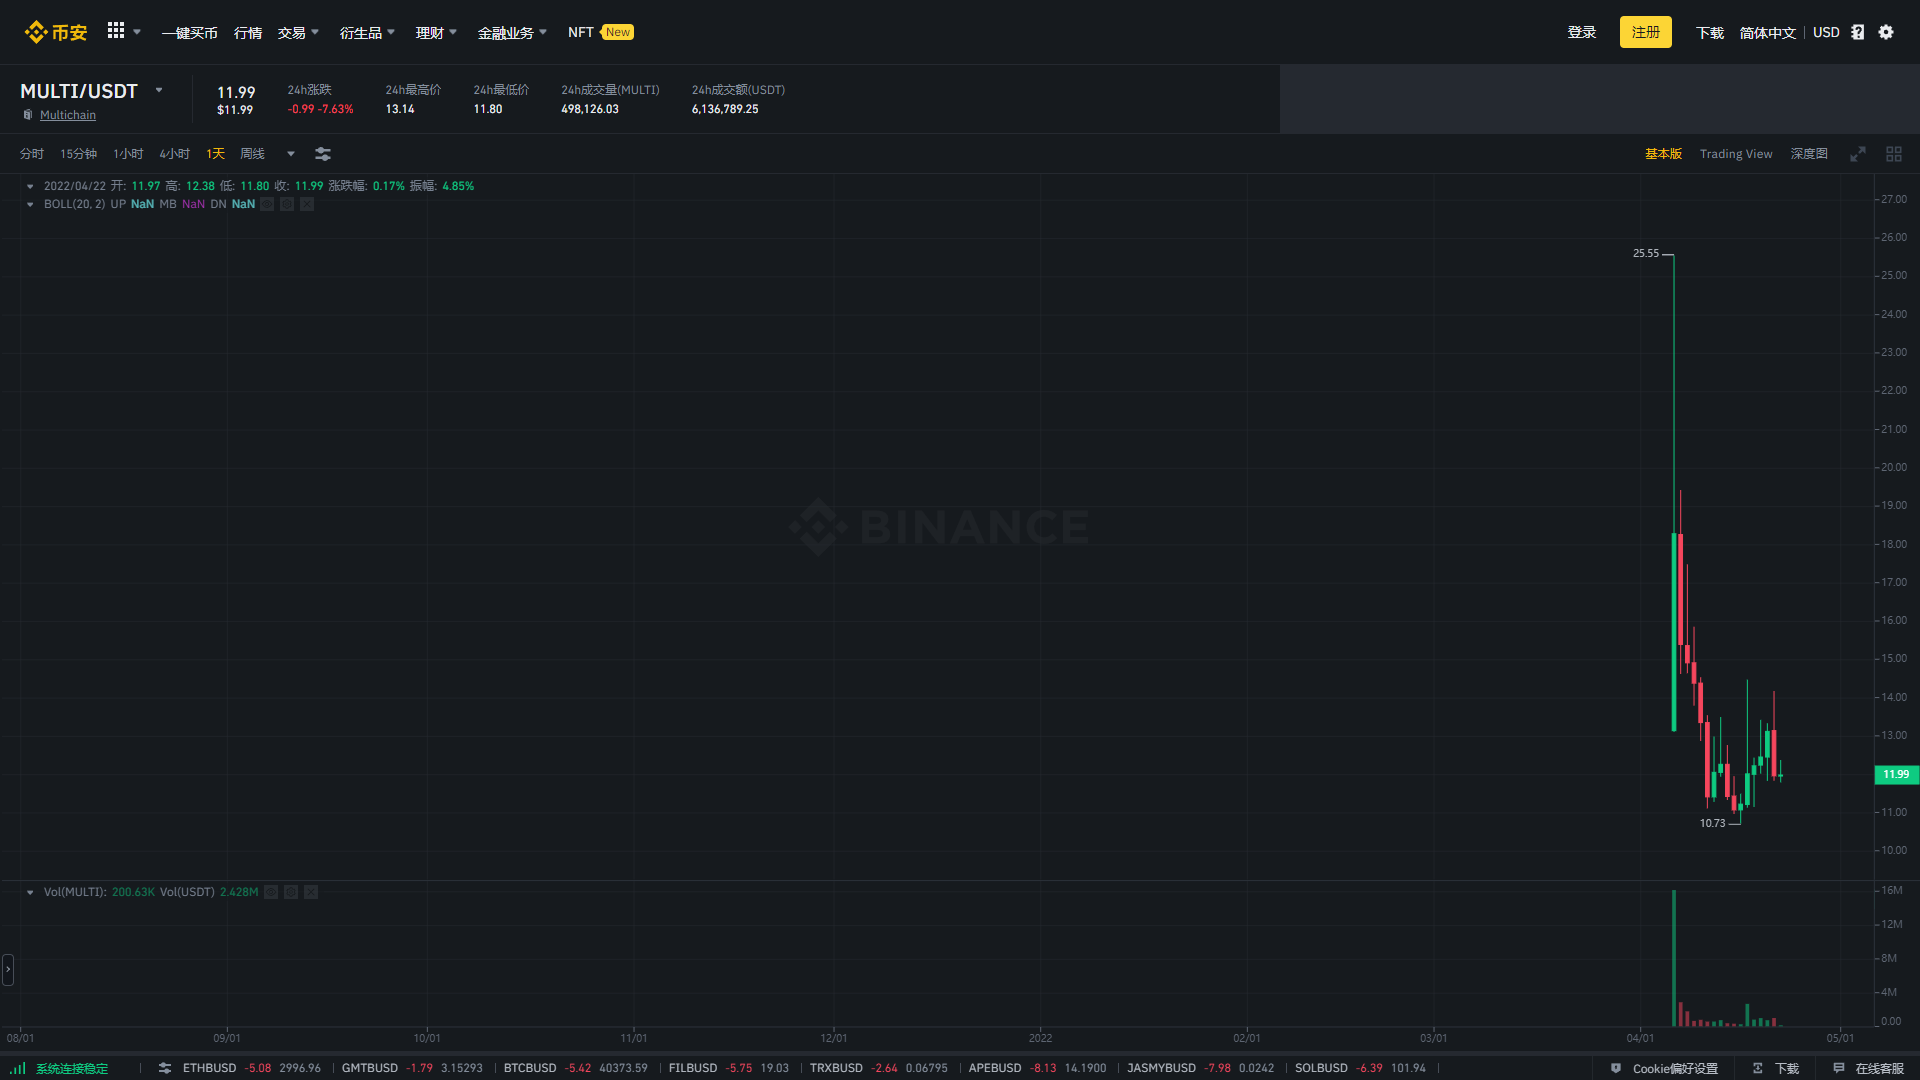 币安 一键买币 行情 交易 衍生品 理财 金融业务 NFT New 登录 注册 下载 简体中文 USD
MULTI/USDT
Multichain
11.99
$11.99
24h涨跌
-0.99 -7.63%
24h最高价
13.14
24h最低价
11.80
24h成交量(MULTI)
498,126.03
24h成交额(USDT)
6,136,789.25
分时 15分钟 1小时 4小时 1天 周线 基本版 Trading View 深度图
2022/04/22 开: 11.97 高: 12.38 低: 11.80 收: 11.99 涨跌幅: 0.17% 振幅: 4.85%
BOLL(20, 2) UP NaN MB NaN DN NaN
27.00
26.00
25.55
25.00
24.00
23.00
22.00
21.00
20.00
19.00
BINANCE
18.00
17.00
16.00
15.00
14.00
13.00
11.99
11.00
10.73
10.00
Vol(MULTI): 200.63K Vol(USDT) 2.428M
16M
12M
8M
4M
0.00
08/01 09/01 10/01 11/01 12/01 2022 02/01 03/01 04/01 05/01
系统连接稳定 ETHBUSD -5.08 2996.96 GMTBUSD -1.79 3.15293 BTCBUSD -5.42 40373.59 FILBUSD -5.75 19.03 TRXBUSD -2.64 0.06795 APEBUSD -8.13 14.1900 JASMYBUSD -7.98 0.0242 SOLBUSD -6.39 101.94 Cookie偏好设置 下载 在线客服